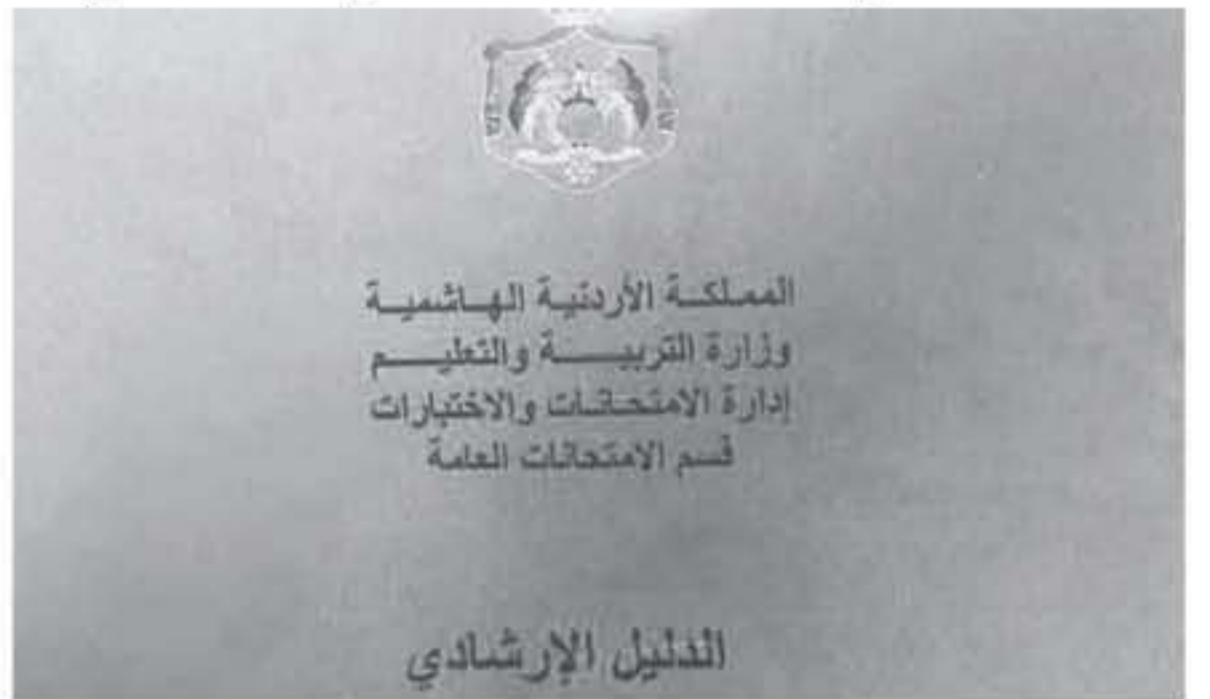 المملكة الأردنية الهاشمية
وزارة التربية والتعليم
إدارة الامتحانات والاختبارات
قسم الامتحانات العامة
الدليل الإرشادي